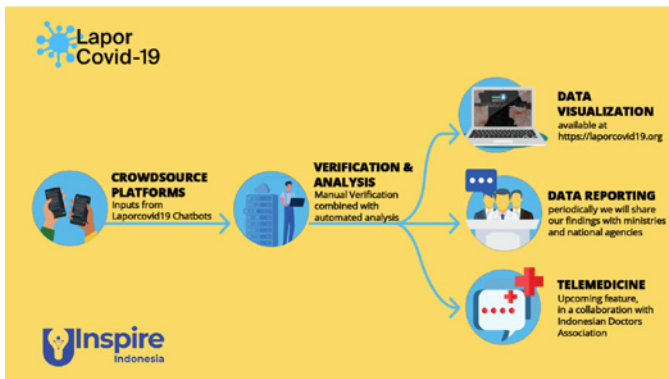 Lapor
Covid-19
CROWDSOURCE
PLATFORMS
Inputs from
Laporcovid19 Chatbots
VERIFICATION &
ANALYSIS
Manual Verification
combined with
automated analysis
DATA
VISUALIZATION
available at
https://laporcovid19.org
DATA REPORTING
periodically we will share
our findings with ministries
and national agencies
TELEMEDICINE
Upcoming feature,
in a collaboration with
Indonesian Doctors
Association
UInspire
Indonesia